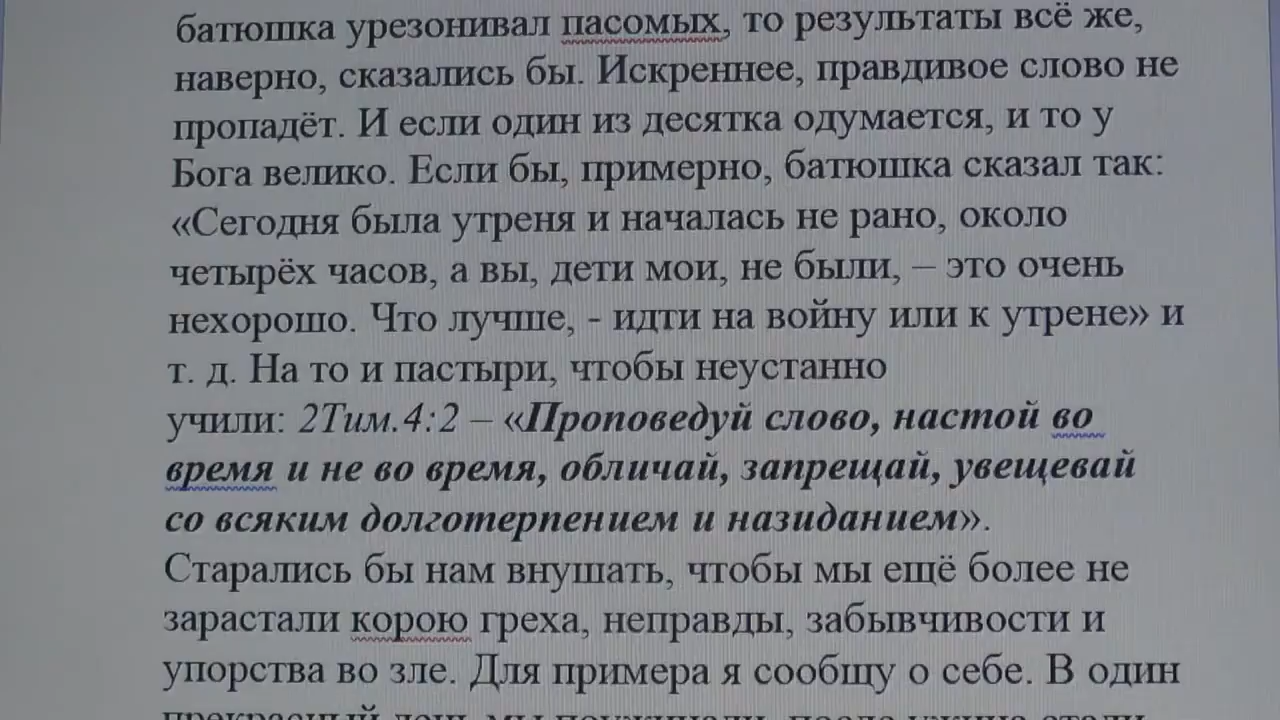 батюшка урезонивал пасомых, то результаты всё же,
наверно, сказались бы. Искреннее, правдивое слово не
пропадёт. И если один из десятка одумается, и то у
Бога велико. Если бы, примерно, батюшка сказал так:
«Сегодня была утреня и началась не рано, около
четырёх часов, а вы, дети мои, не были, – это очень
нехорошо. Что лучше, - идти на войну или к утрене» и
т. д. На то и пастыри, чтобы неустанно
учили: 2Тим.4:2 – «Проповедуй слово, настой во
время и не во время, обличай, запрещай, увещевай
со всяким долготерпением и назиданием».
Старались бы нам внушать, чтобы мы ещё более не
зарастали корою греха, неправды, забывчивости и
упорства во зле. Для примера я сообщу о себе. В один
прекрасный день мы